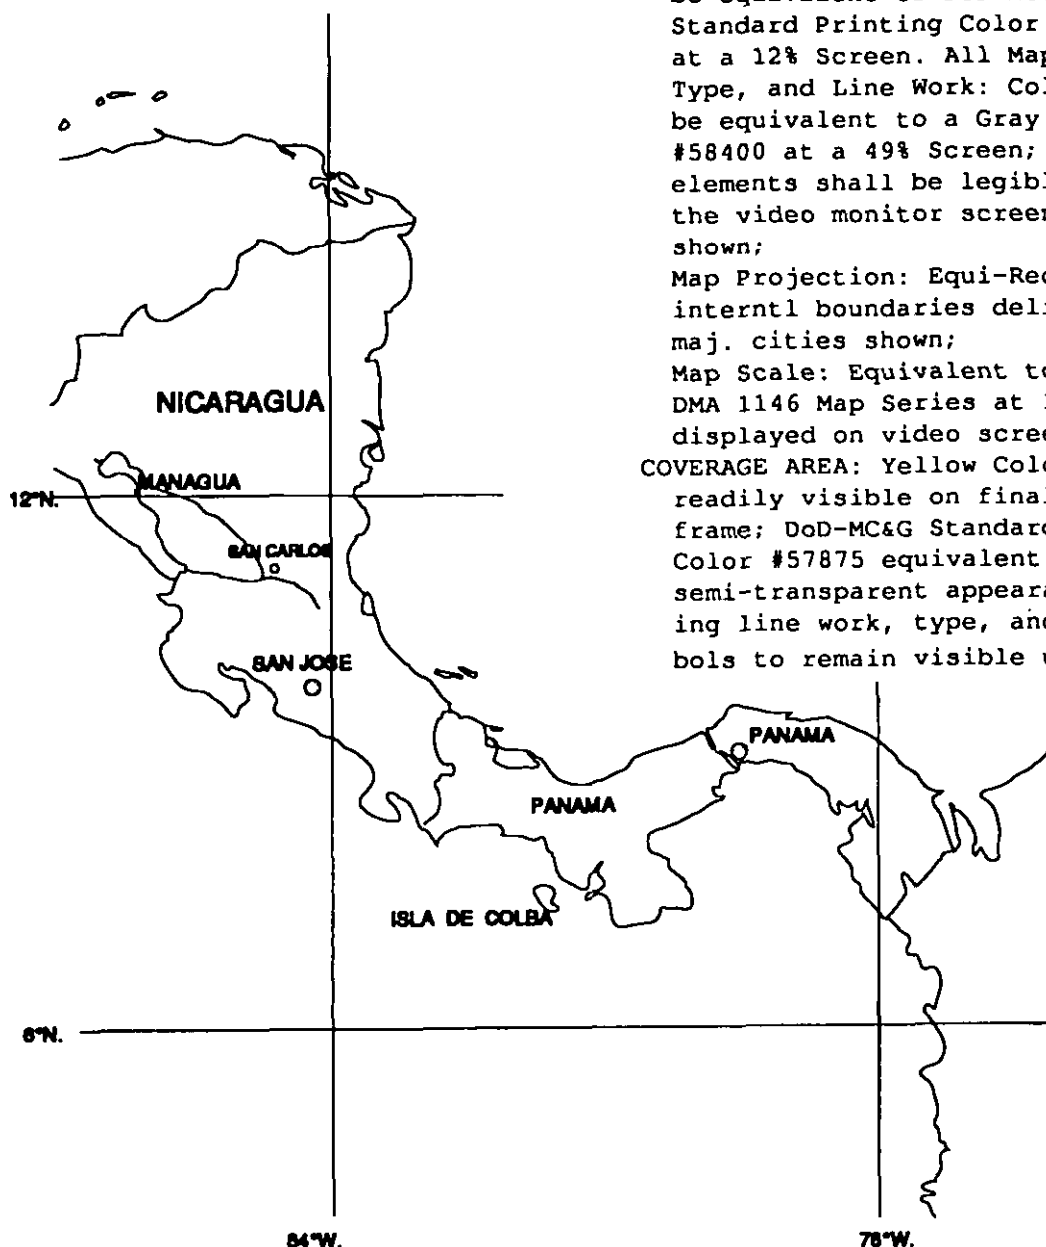 Standard Printing Color
at a 12% Screen. All Map
Type, and Line Work: Col
be equivalent to a Gray
#58400 at a 49% Screen;
elements shall be legibl
the video monitor screen
shown;
Map Projection: Equi-Rec
interntl boundaries deli
maj. cities shown;
Map Scale: Equivalent to
DMA 1146 Map Series at 1
displayed on video scree
COVERAGE AREA: Yellow Colo
readily visible on final
frame; DoD-MC&G Standard
Color #57875 equivalent
semi-transparent appeara
ing line work, type, and
bols to remain visible u
NICARAGUA
MANAGUA
12°N.
SAN CARLOS
SAN JOSE
PANAMA
PANAMA
ISLA DE COLBA
6°N.
84°W.
78°W.